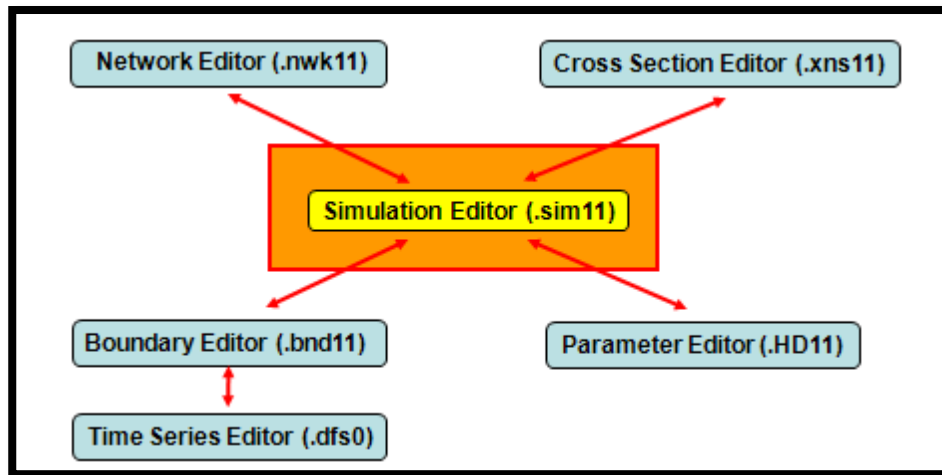 Network Editor (.nwk11)
Cross Section Editor (.xns11)
Simulation Editor (.sim11)
Boundary Editor (.bnd11)
Parameter Editor (.HD11)
Time Series Editor (.dfs0)